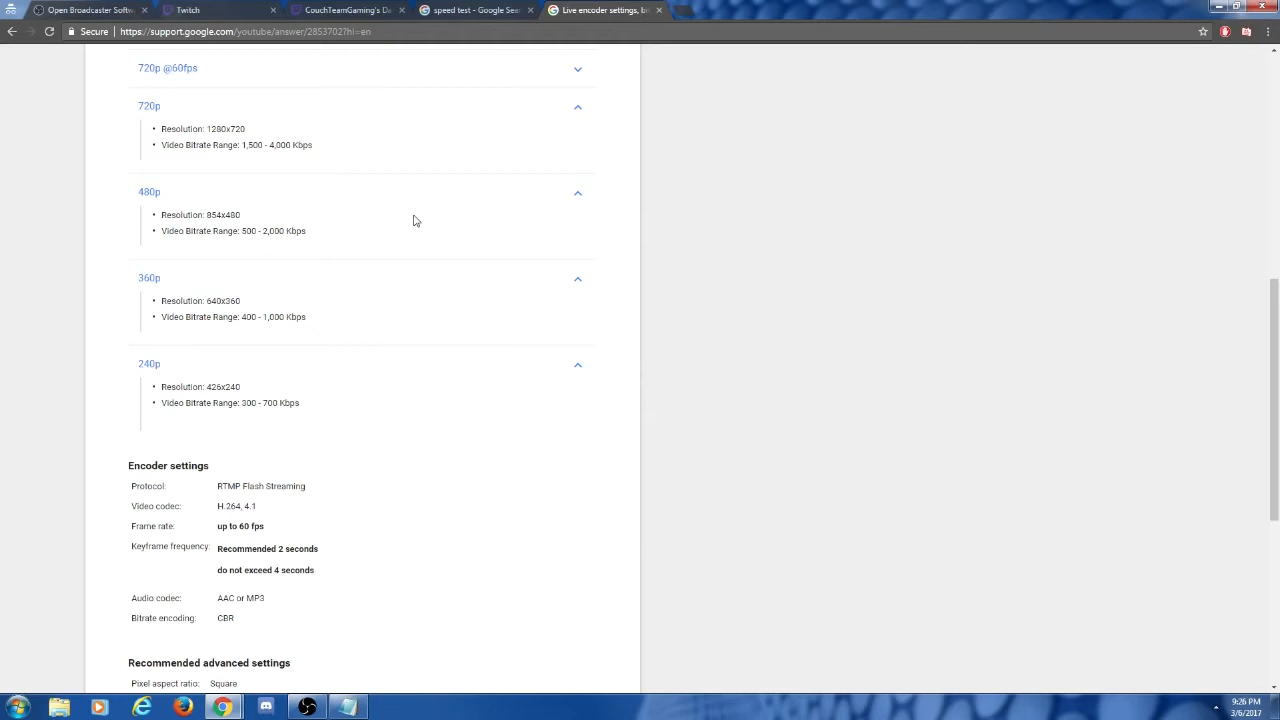 Open Broadcaster Softw
Twitch
CouchTeamGaming's D
speed test - Google Sear
Live encoder settings, b
Secure
https://support.google.com/youtube/answer/2853702?hl=en
720p @60fps
720p
• Resolution: 1280x720
• Video Bitrate Range: 1,500 - 4,000 Kbps
480p
• Resolution: 854x480
• Video Bitrate Range: 500 - 2,000 Kbps
360p
• Resolution: 640x360
• Video Bitrate Range: 400 - 1,000 Kbps
240p
• Resolution: 426x240
• Video Bitrate Range: 300 - 700 Kbps
Encoder settings
Protocol: RTMP Flash Streaming
Video codec: H.264, 4.1
Frame rate: up to 60 fps
Keyframe frequency: Recommended 2 seconds
do not exceed 4 seconds
Audio codec: AAC or MP3
Bitrate encoding: CBR
Recommended advanced settings
Pixel aspect ratio: Square
9:26 PM
3/6/2017